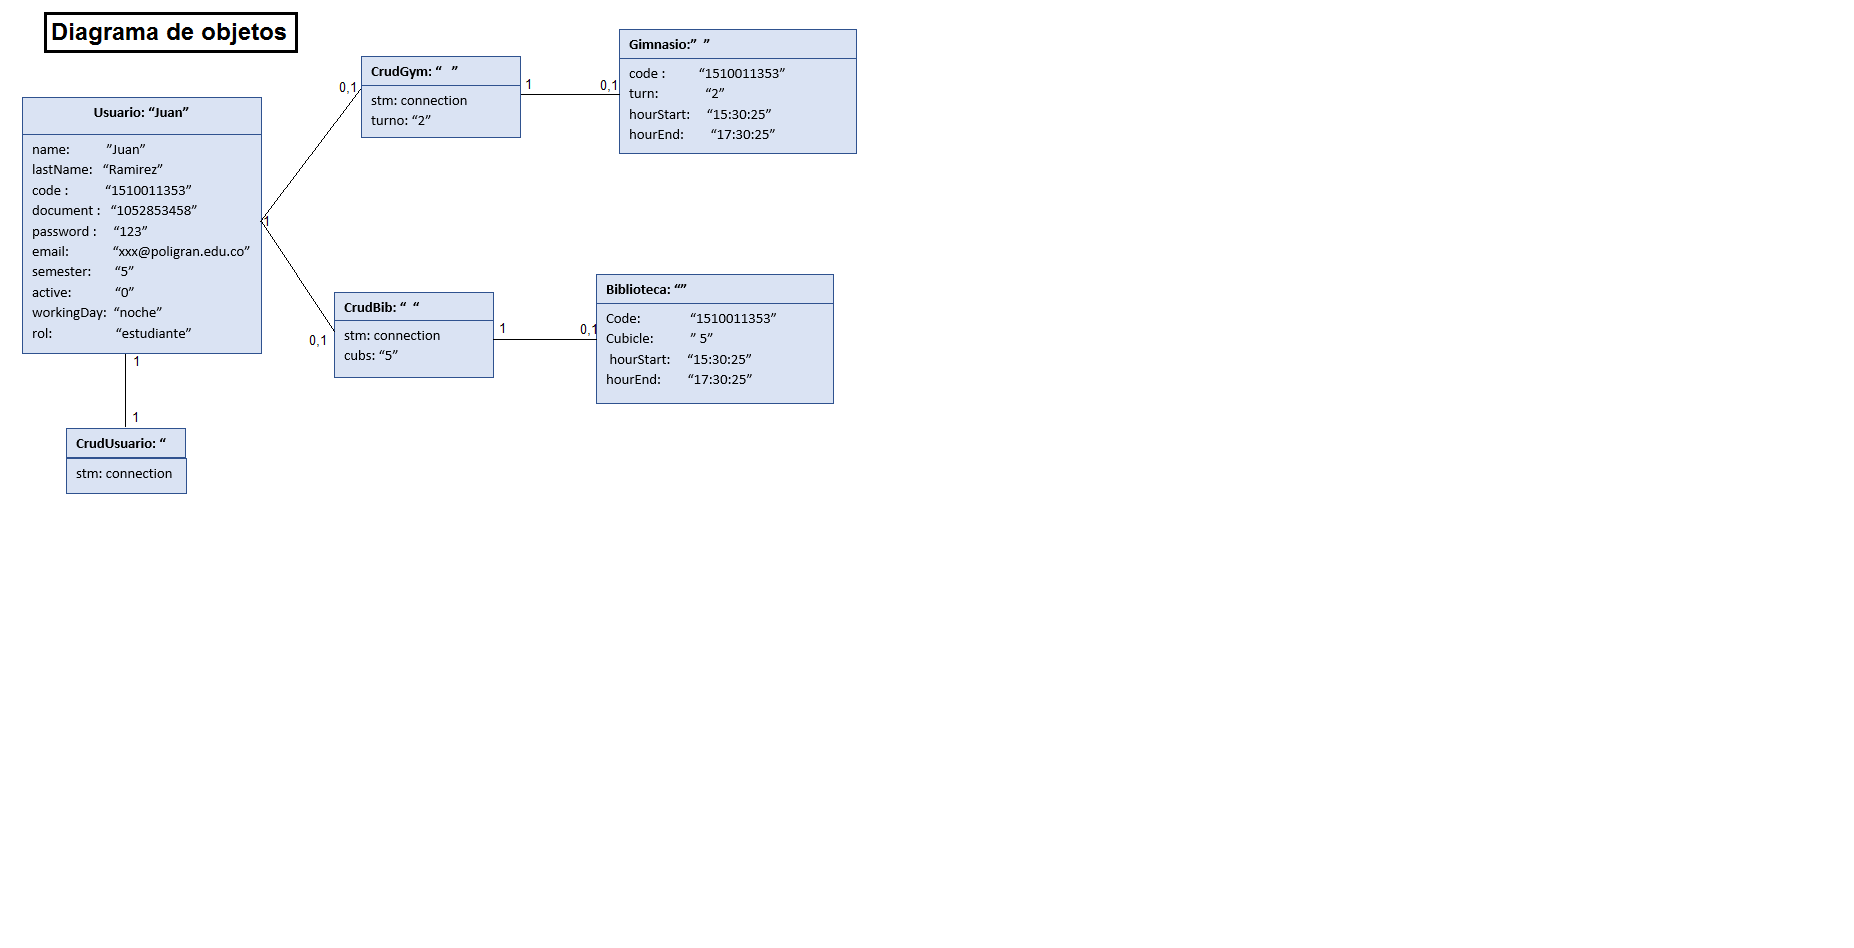 Diagrama de objetos
Usuario: “Juan”
name: ”Juan”
lastName: “Ramirez”
code : “1510011353”
document : “1052853458”
password : “123”
email: “xxx@poligran.edu.co”
semester: “5”
active: “0”
workingDay: “noche”
rol: “estudiante”
1
1
CrudUsuario: “
stm: connection
1
0,1
CrudGym: “ ”
stm: connection
turno: “2”
1
0,1
Gimnasio:” ”
code : “1510011353”
turn: “2”
hourStart: “15:30:25”
hourEnd: “17:30:25”
0,1
CrudBib: “ “
stm: connection
cubs: “5”
1
0,1
Biblioteca: “”
Code: “1510011353”
Cubicle: ” 5”
hourStart: “15:30:25”
hourEnd: “17:30:25”